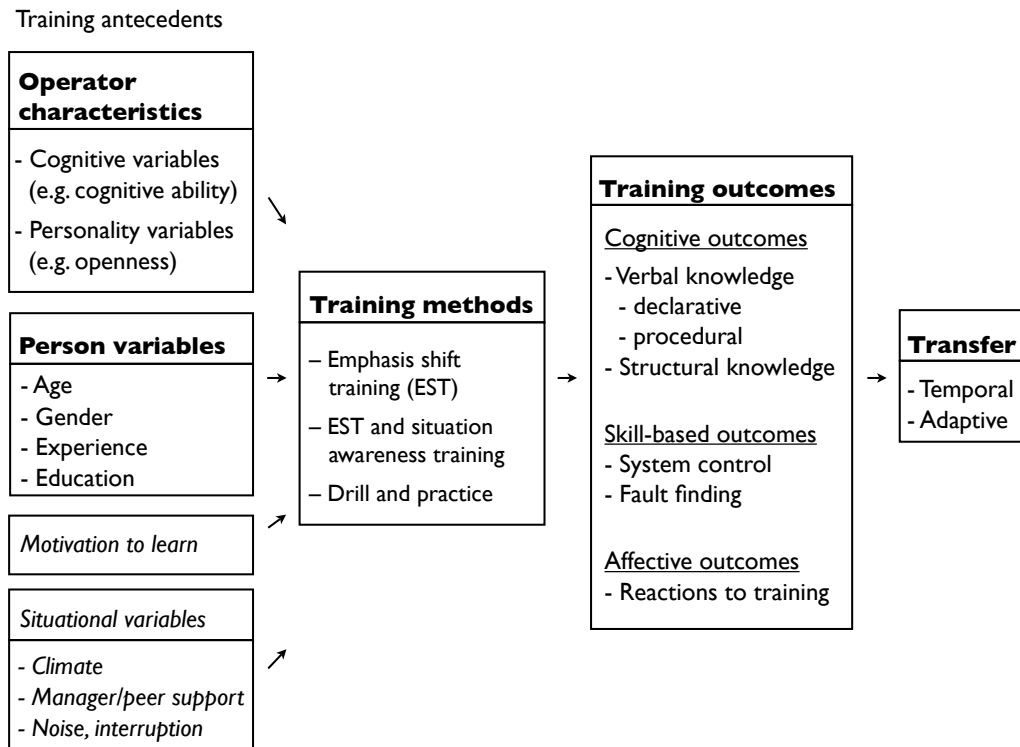 Training antecedents
Operator
characteristics
- Cognitive variables
(e.g. cognitive ability)
- Personality variables
(e.g. openness)
Person variables
- Age
- Gender
- Experience
- Education
Motivation to learn
Situational variables
- Climate
- Manager/peer support
- Noise, interruption
Training methods
– Emphasis shift
training (EST)
– EST and situation
awareness training
– Drill and practice
Training outcomes
Cognitive outcomes
- Verbal knowledge
- declarative
- procedural
- Structural knowledge
Skill-based outcomes
- System control
- Fault finding
Affective outcomes
- Reactions to training
Transfer
- Temporal
- Adaptive